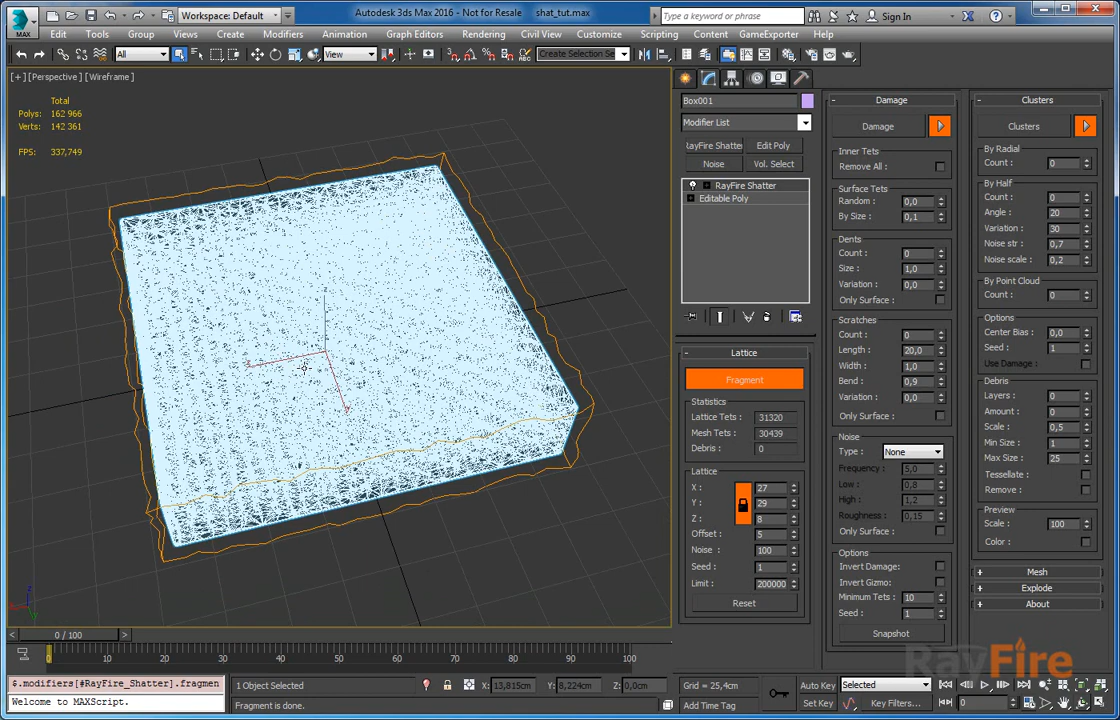 MAX
Workspace: Default
Autodesk 3ds Max 2016 - Not for Resale shat_tut.max
Type a keyword or phrase
Sign In
Edit Tools Group Views Create Modifiers Animation Graph Editors Rendering Civil View Customize Scripting Content GameExporter Help
All
View
Create Selection Se
[+] [Perspective] [Wireframe]
Total
Polys: 162 966
Verts: 142 361
FPS: 337,749
Box001
Modifier List
RayFire Shatter Edit Poly
Noise Vol. Select
RayFire Shatter
Editable Poly
Lattice
Fragment
Statistics
Lattice Tets : 31320
Mesh Tets : 30439
Debris : 0
Lattice
X : 27
Y : 29
Z : 8
Offset : 5
Noise : 100
Seed : 1
Limit : 200000
Reset
Damage
Damage
Inner Tets
Remove All :
Surface Tets
Random : 0,0
By Size : 0,1
Dents
Count : 0
Size : 1,0
Variation : 0,0
Only Surface :
Scratches
Count : 0
Length : 20,0
Width : 1,0
Bend : 0,9
Variation : 0,0
Only Surface :
Noise
Type : None
Frequency : 5,0
Low : 0,8
High : 1,2
Roughness : 0,15
Only Surface :
Options
Invert Damage:
Invert Gizmo:
Minimum Tets : 10
Seed : 1
Snapshot
Clusters
Clusters
By Radial
Count : 0
By Half
Count : 0
Angle : 20
Variation : 30
Noise str : 0,7
Noise scale : 0,2
By Point Cloud
Count : 0
Options
Center Bias : 0,0
Seed : 1
Use Damage :
Debris
Layers : 0
Amount : 0
Scale : 0,5
Min Size : 1
Max Size : 25
Tessellate :
Remove :
Preview
Scale : 100
Color :
Mesh
Explode
About
RayFire
0 / 100
0 10 20 30 40 50 60 70 80 90 100
$.modifiers[#RayFire_Shatter].fragmen
Welcome to MAXScript.
1 Object Selected
Fragment is done.
X: 13,815cm Y: 8,224cm Z: 0,0cm
Grid = 25,4cm
Add Time Tag
Auto Key Selected
Set Key Key Filters... 0